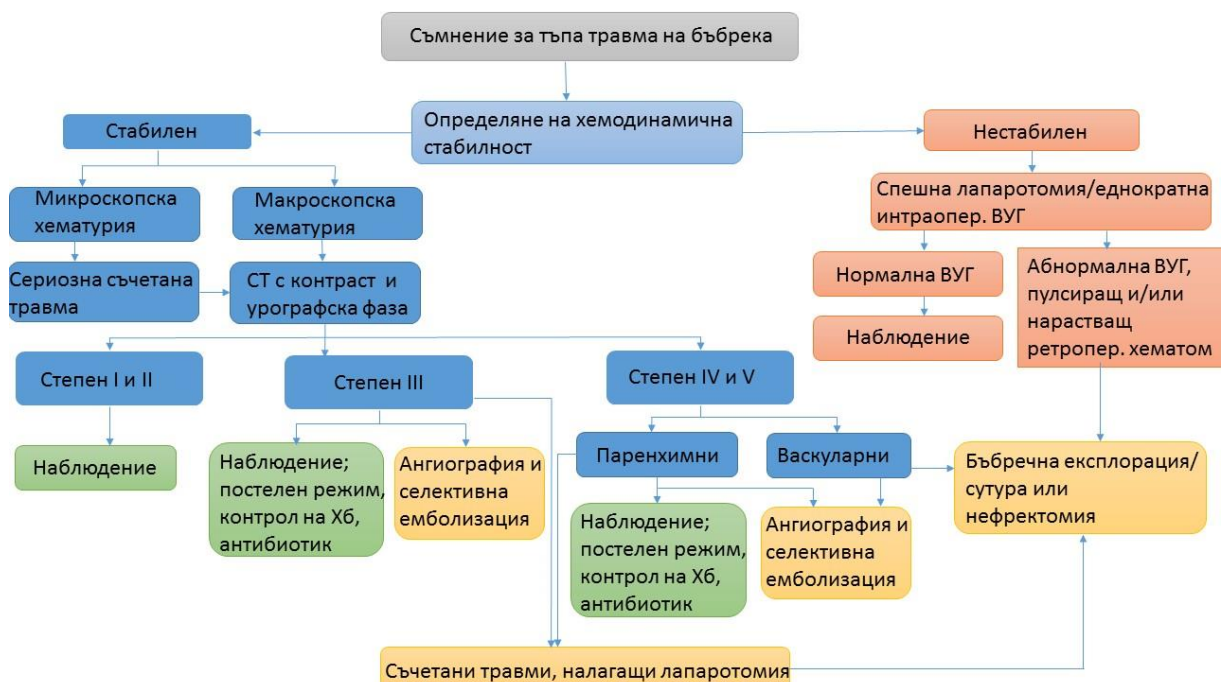 Съмнение за тъпа травма на бъбрека
Стабилен
Определяне на хемодинамична
стабилност
Нестабилен
Микроскопска
хематурия
Макроскопска
хематурия
Спешна лапаротомия/еднократна
интраопер. ВУГ
Сериозна съчетана
травма
СТ с контраст и
урографска фаза
Нормална ВУГ
Абнормална ВУГ,
пулсиращ и/или
нарастващ
ретропер. хематом
Наблюдение
Степен I и II
Степен III
Степен IV и V
Наблюдение
Наблюдение;
постелен режим,
контрол на Хб,
антибиотик
Ангиография и
селективна
емболизация
Паренхимни
Васкуларни
Бъбречна експлорация/
сутура или
нефректомия
Наблюдение;
постелен режим,
контрол на Хб,
антибиотик
Ангиография и
селективна
емболизация
Съчетани травми, налагащи лапаротомия